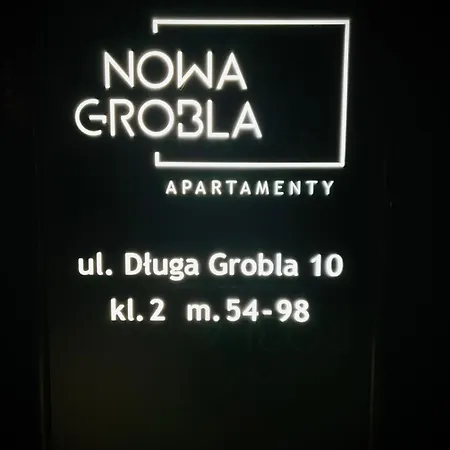 NOWA
GROBLA
APARTAMENTY
ul. Długa Grobla 10
kl. 2 m. 54-98